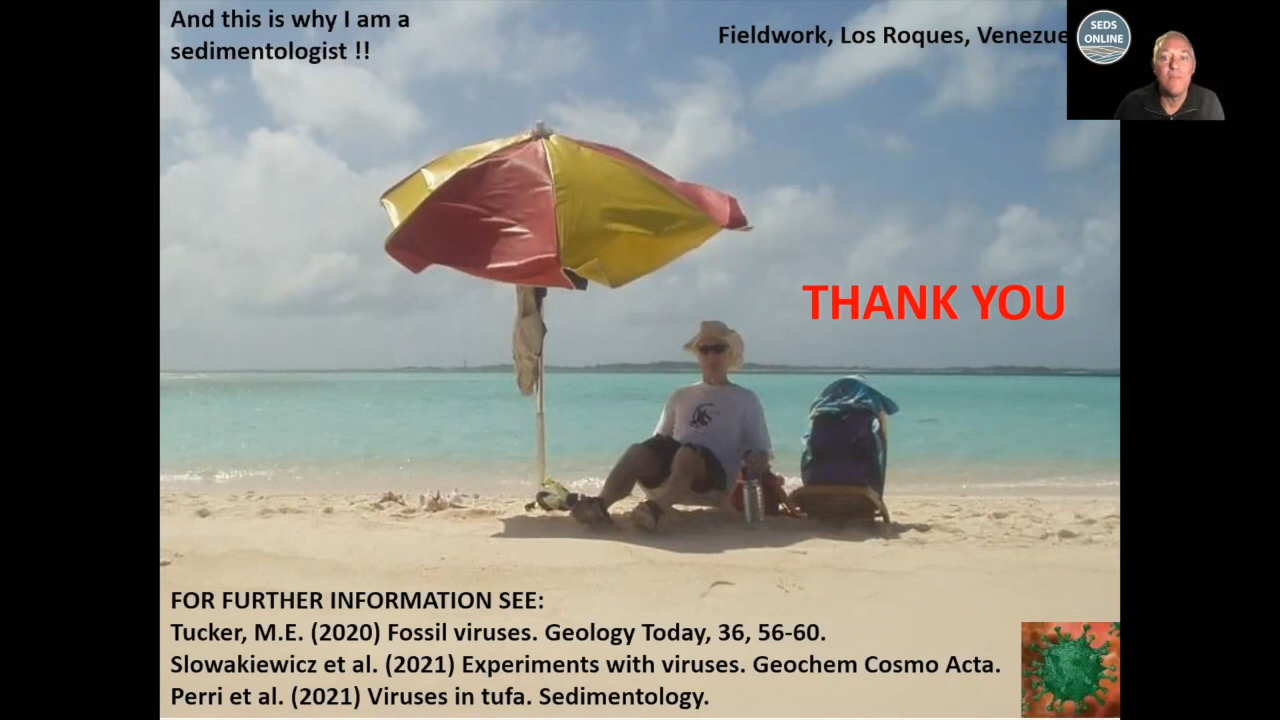 And this is why I am a
sedimentologist !!
Fieldwork, Los Roques, Venezue
SEDS
ONLINE
THANK YOU
FOR FURTHER INFORMATION SEE:
Tucker, M.E. (2020) Fossil viruses. Geology Today, 36, 56-60.
Slowakiewicz et al. (2021) Experiments with viruses. Geochem Cosmo Acta.
Perri et al. (2021) Viruses in tufa. Sedimentology.